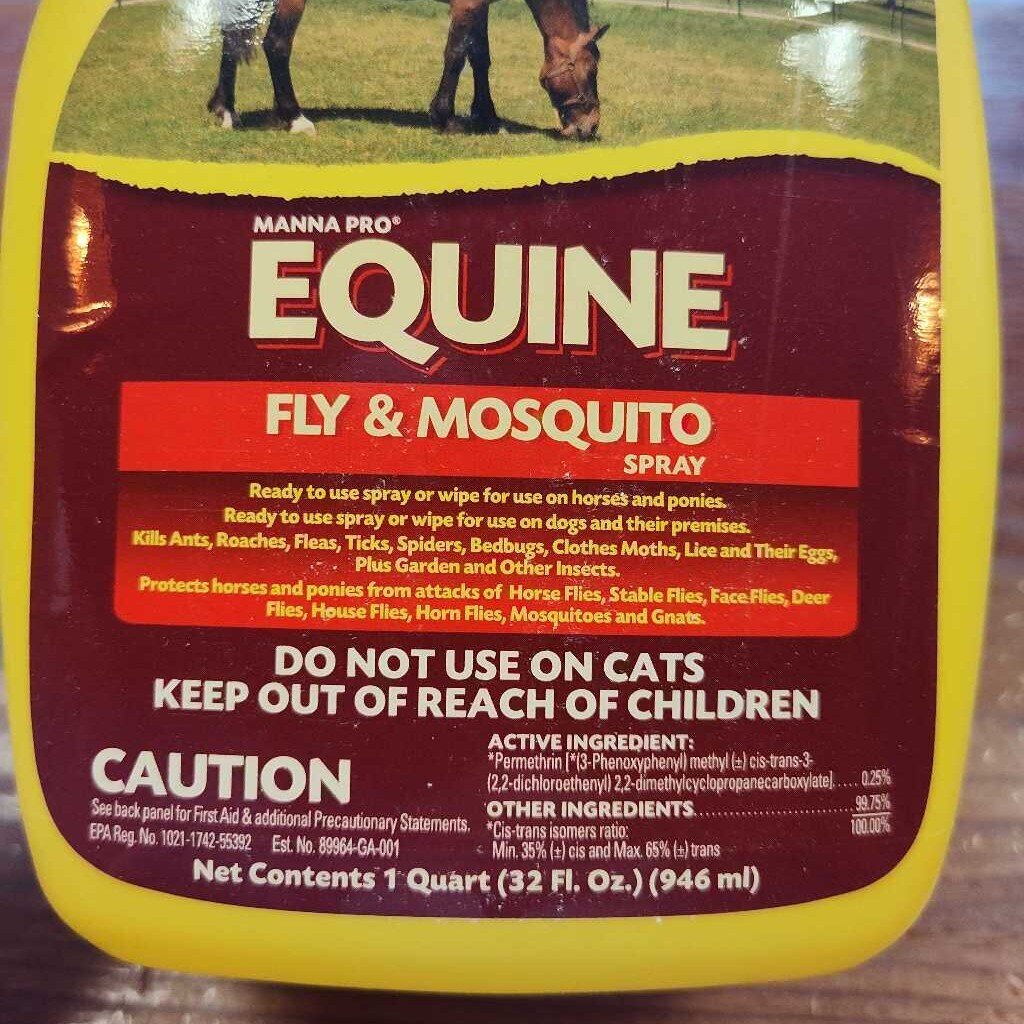 MANNA PRO®
EQUINE
FLY & MOSQUITO
SPRAY
Ready to use spray or wipe for use on horses and ponies.
Ready to use spray or wipe for use on dogs and their premises.
Kills Ants, Roaches, Fleas, Ticks, Spiders, Bedbugs, Clothes Moths, Lice and Their Eggs,
Plus Garden and Other Insects.
Protects horses and ponies from attacks of Horse Flies, Stable Flies, Face Flies, Deer
Flies, House Flies, Horn Flies, Mosquitoes and Gnats.
DO NOT USE ON CATS
KEEP OUT OF REACH OF CHILDREN
CAUTION
See back panel for First Aid & additional Precautionary Statements.
EPA Reg. No. 1021-1742-55392 Est. No. 89964-GA-001
ACTIVE INGREDIENT:
*Permethrin [*(3-Phenoxyphenyl) methyl (±) cis-trans-3-
(2,2-dichloroethenyl) 2,2-dimethylcyclopropanecarboxylate]..... 0.25%
OTHER INGREDIENTS.......................... 99.75%
100.00%
*Cis-trans isomers ratio:
Min. 35% (±) cis and Max. 65% (±) trans
Net Contents 1 Quart (32 Fl. Oz.) (946 ml)